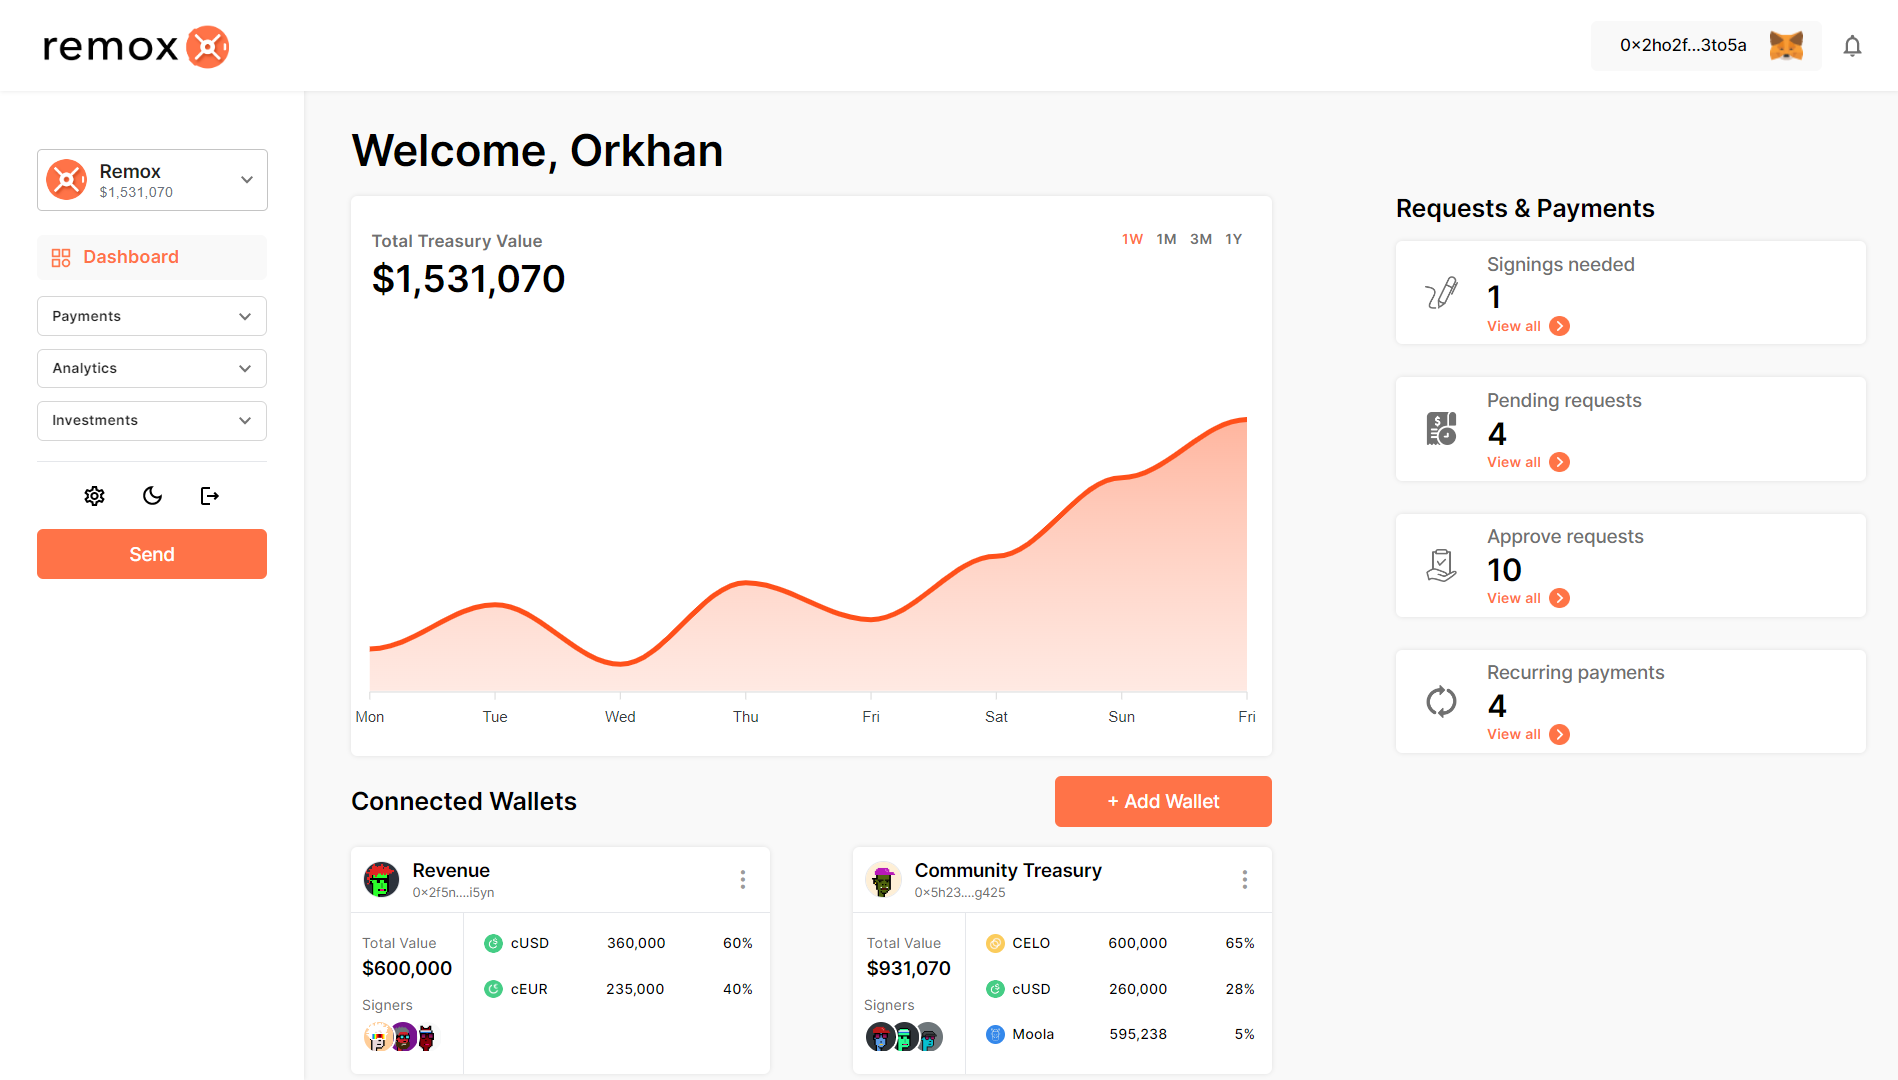 remox
0×2ho2f...3to5a
Remox
$1,531,070
Dashboard
Payments
Analytics
Investments
Send
Welcome, Orkhan
Total Treasury Value
$1,531,070
1W 1M 3M 1Y
Mon Tue Wed Thu Fri Sat Sun Fri
Requests & Payments
Signings needed
1
View all
Pending requests
4
View all
Approve requests
10
View all
Recurring payments
4
View all
Connected Wallets
+ Add Wallet
Revenue
0×2f5n....i5yn
Total Value
$600,000
Signers
cUSD 360,000 60%
cEUR 235,000 40%
Community Treasury
0×5h23....g425
Total Value
$931,070
Signers
CELO 600,000 65%
cUSD 260,000 28%
Moola 595,238 5%